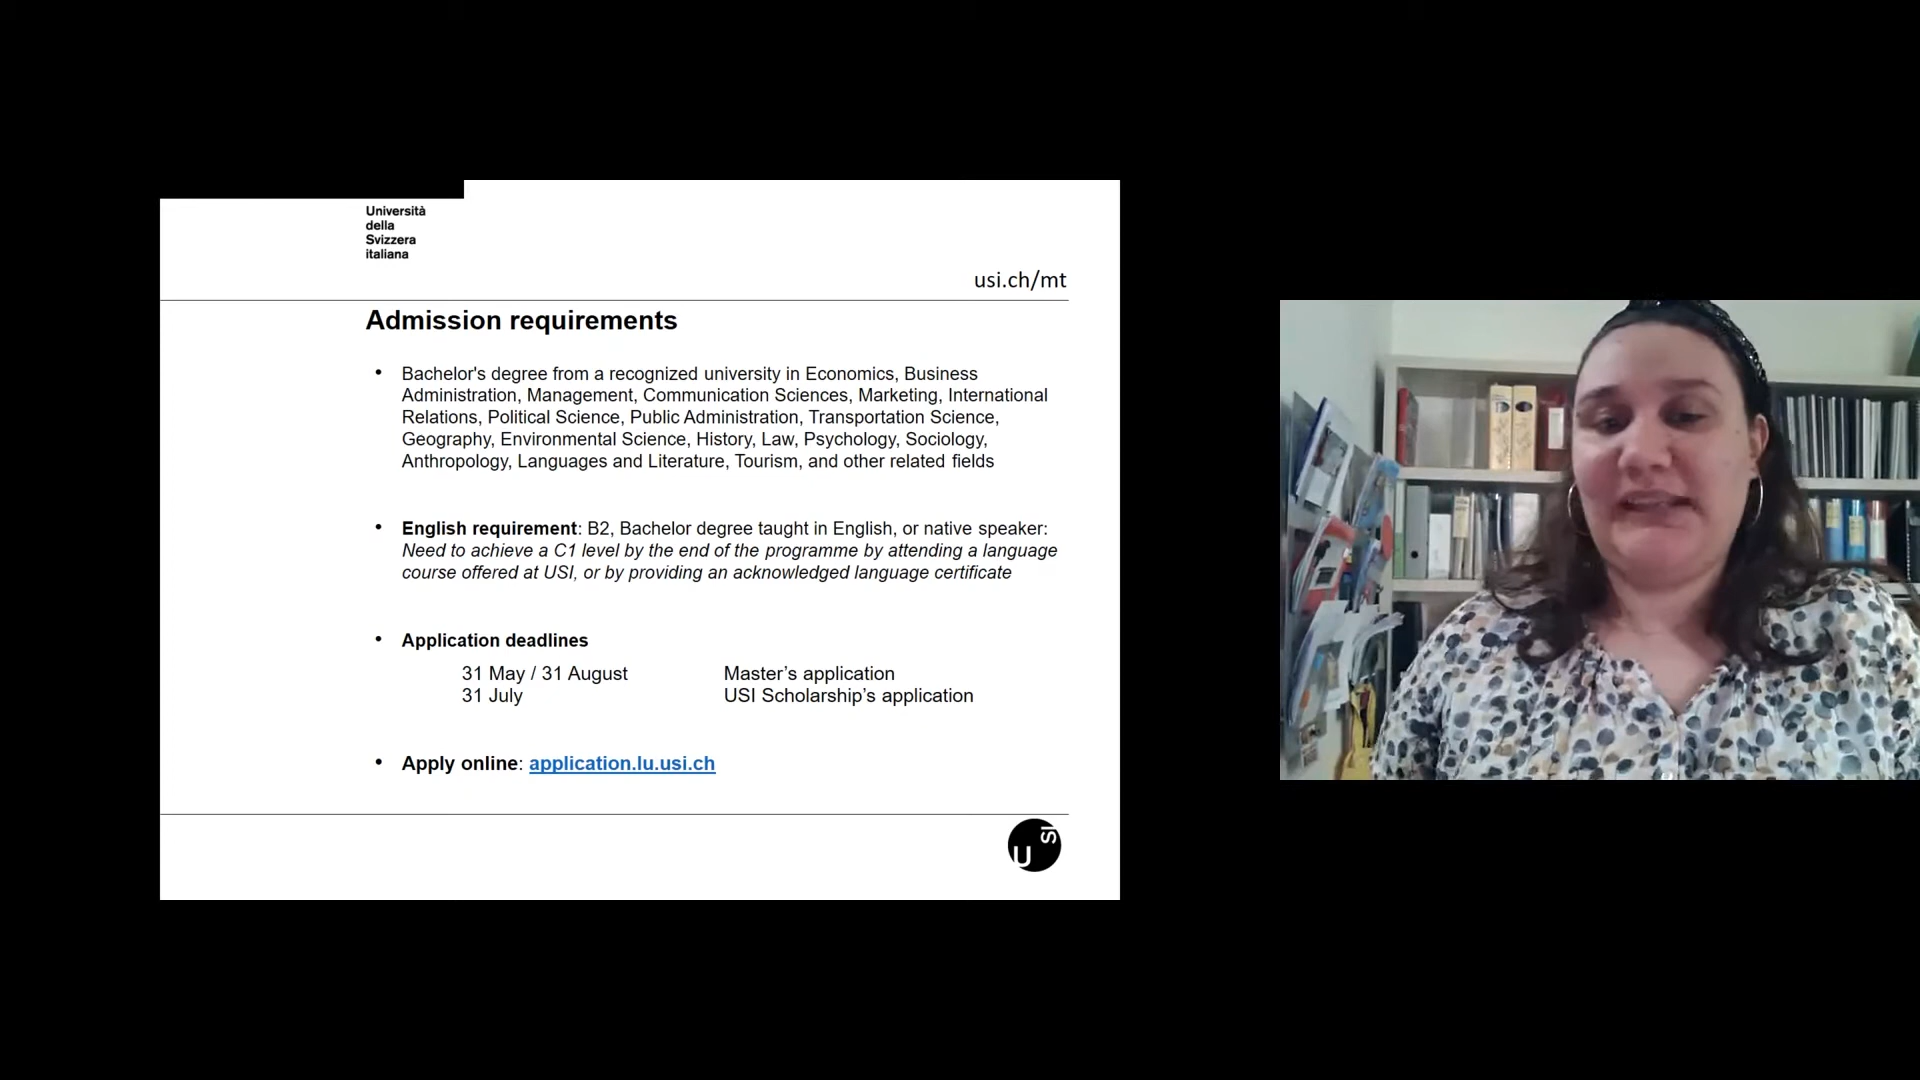 Università
della
Svizzera
italiana
usi.ch/mt
Admission requirements
• Bachelor's degree from a recognized university in Economics, Business
Administration, Management, Communication Sciences, Marketing, International
Relations, Political Science, Public Administration, Transportation Science,
Geography, Environmental Science, History, Law, Psychology, Sociology,
Anthropology, Languages and Literature, Tourism, and other related fields
• English requirement: B2, Bachelor degree taught in English, or native speaker:
Need to achieve a C1 level by the end of the programme by attending a language
course offered at USI, or by providing an acknowledged language certificate
• Application deadlines
31 May / 31 August Master’s application
31 July USI Scholarship’s application
• Apply online: application.lu.usi.ch
U SI